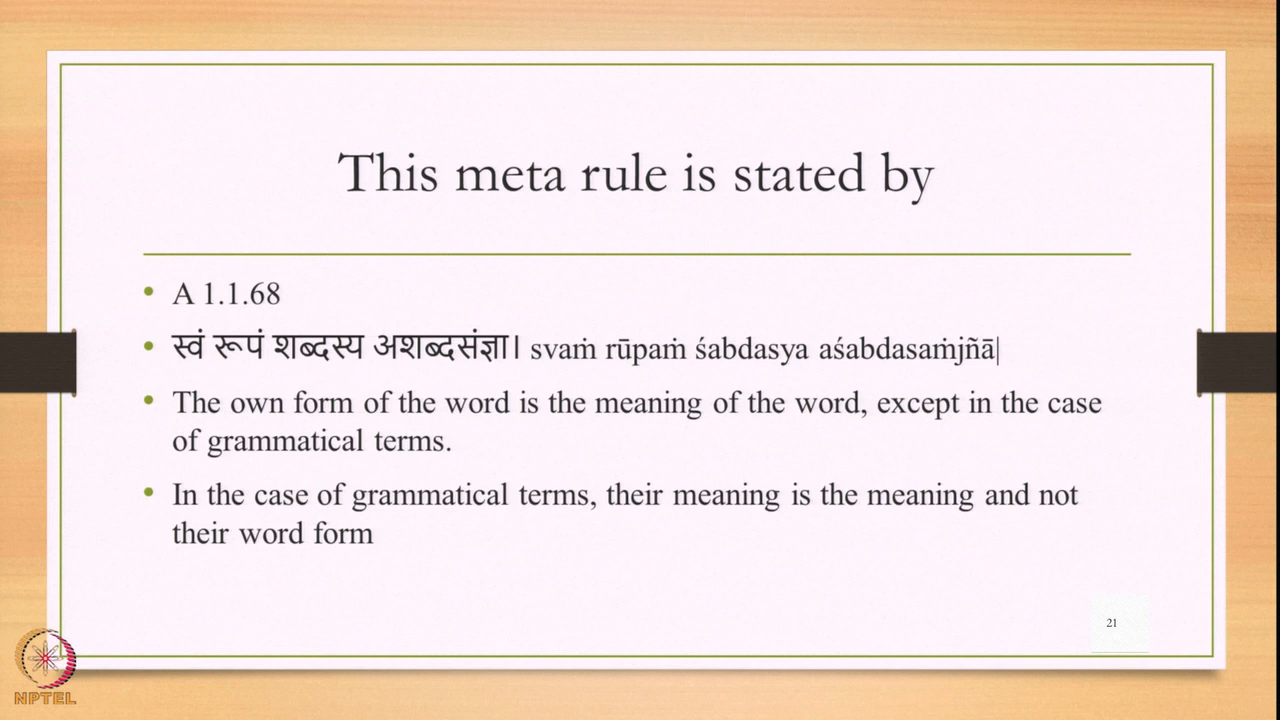 This meta rule is stated by
• A 1.1.68
• स्वं रूपं शब्दस्य अशब्दसंज्ञा। svaṁ rūpaṁ śabdasya aśabdasaṁjñā|
• The own form of the word is the meaning of the word, except in the case
of grammatical terms.
• In the case of grammatical terms, their meaning is the meaning and not
their word form
21
NPTEL